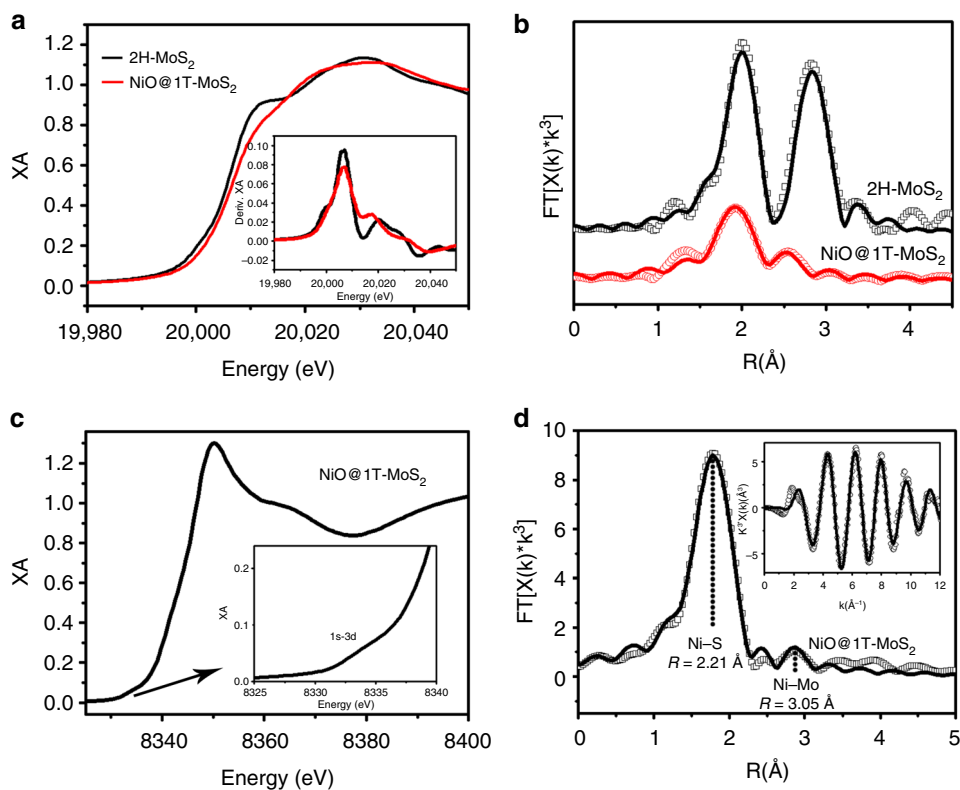 a
1.2
1.0
0.8
0.6
0.4
0.2
0.0
XA
2H-MoS₂
NiO@1T-MoS₂
0.10
0.08
0.06
0.04
0.02
0.00
−0.02
Deriv. XA
19,980
20,000
20,020
20,040
Energy (eV)
19,980
20,000
20,020
20,040
Energy (eV)
b
FT[X(k)*k³]
2H-MoS₂
NiO@1T-MoS₂
0
1
2
3
4
R(Å)
c
1.2
1.0
0.8
0.6
0.4
0.2
0.0
XA
NiO@1T-MoS₂
0.2
0.1
0.0
XA
1s-3d
8325
8330
8335
8340
Energy (eV)
8340
8360
8380
8400
Energy (eV)
d
10
8
6
4
2
0
FT[X(k)*k³]
5
0
−5
K³X(k)(Å³)
0
2
4
6
8
10
12
k(Å⁻¹)
Ni–S
R = 2.21 Å
NiO@1T-MoS₂
Ni–Mo
R = 3.05 Å
0
1
2
3
4
5
R(Å)